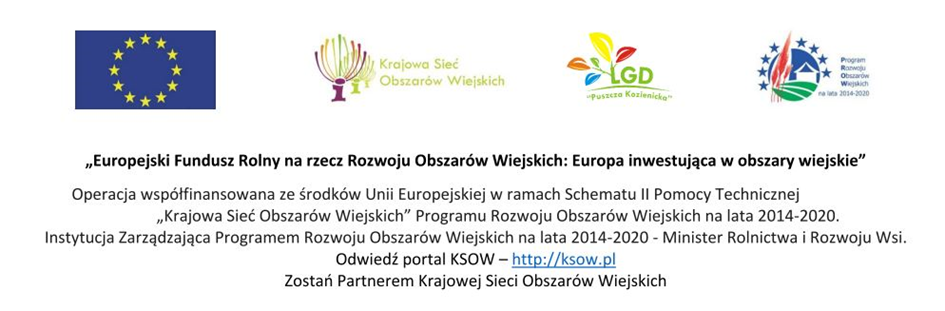 Krajowa Sieć
Obszarów Wiejskich
LGD
"Puszcza Kozienicka"
Program
Rozwoju
Obszarów
Wiejskich
na lata 2014-2020
„Europejski Fundusz Rolny na rzecz Rozwoju Obszarów Wiejskich: Europa inwestująca w obszary wiejskie”
Operacja współfinansowana ze środków Unii Europejskiej w ramach Schematu II Pomocy Technicznej
„Krajowa Sieć Obszarów Wiejskich” Programu Rozwoju Obszarów Wiejskich na lata 2014-2020.
Instytucja Zarządzająca Programem Rozwoju Obszarów Wiejskich na lata 2014-2020 - Minister Rolnictwa i Rozwoju Wsi.
Odwiedź portal KSOW – http://ksow.pl
Zostań Partnerem Krajowej Sieci Obszarów Wiejskich